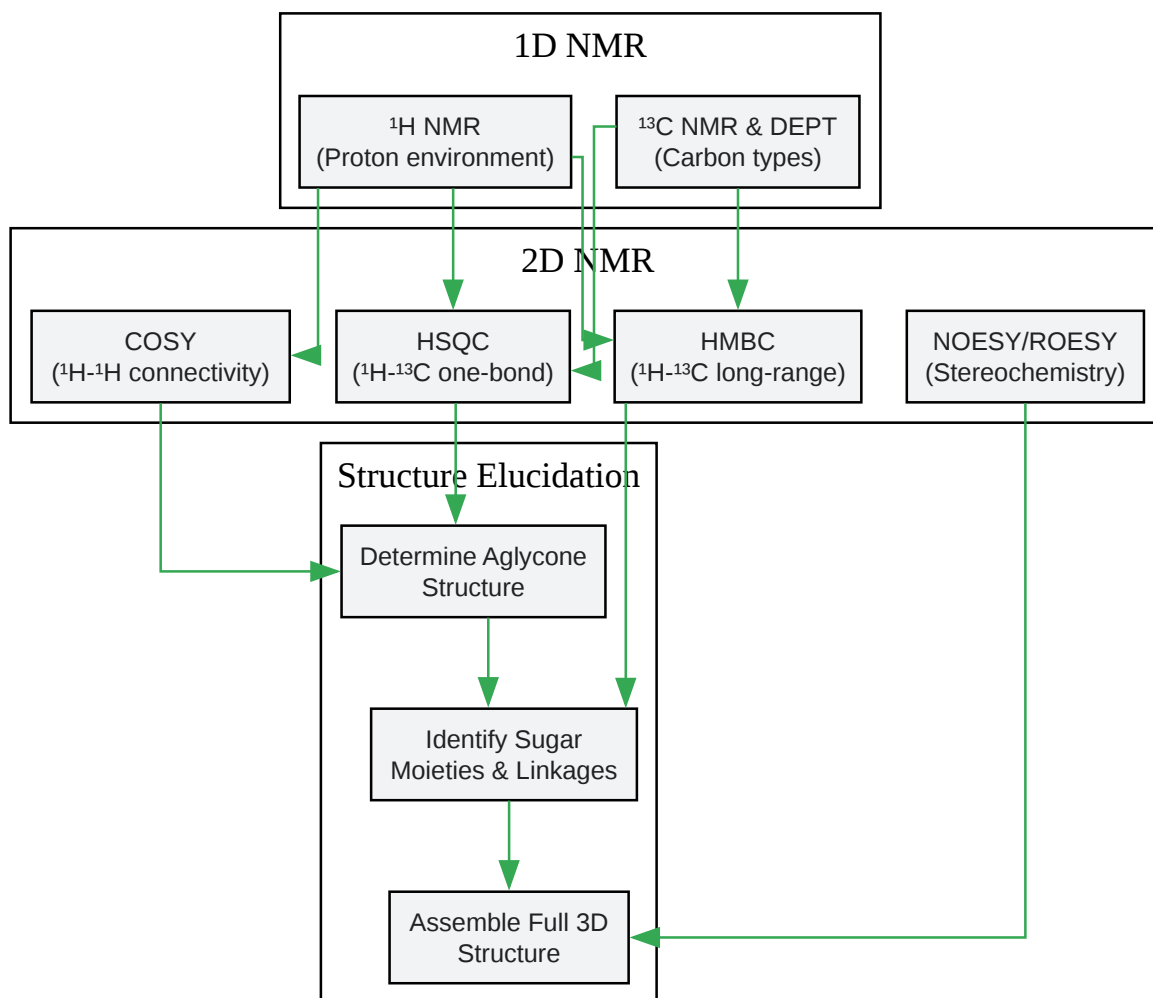 1D NMR
¹H NMR
(Proton environment)
¹³C NMR & DEPT
(Carbon types)
2D NMR
COSY
(¹H-¹H connectivity)
HSQC
(¹H-¹³C one-bond)
HMBC
(¹H-¹³C long-range)
NOESY/ROESY
(Stereochemistry)
Structure Elucidation
Determine Aglycone
Structure
Identify Sugar
Moieties & Linkages
Assemble Full 3D
Structure